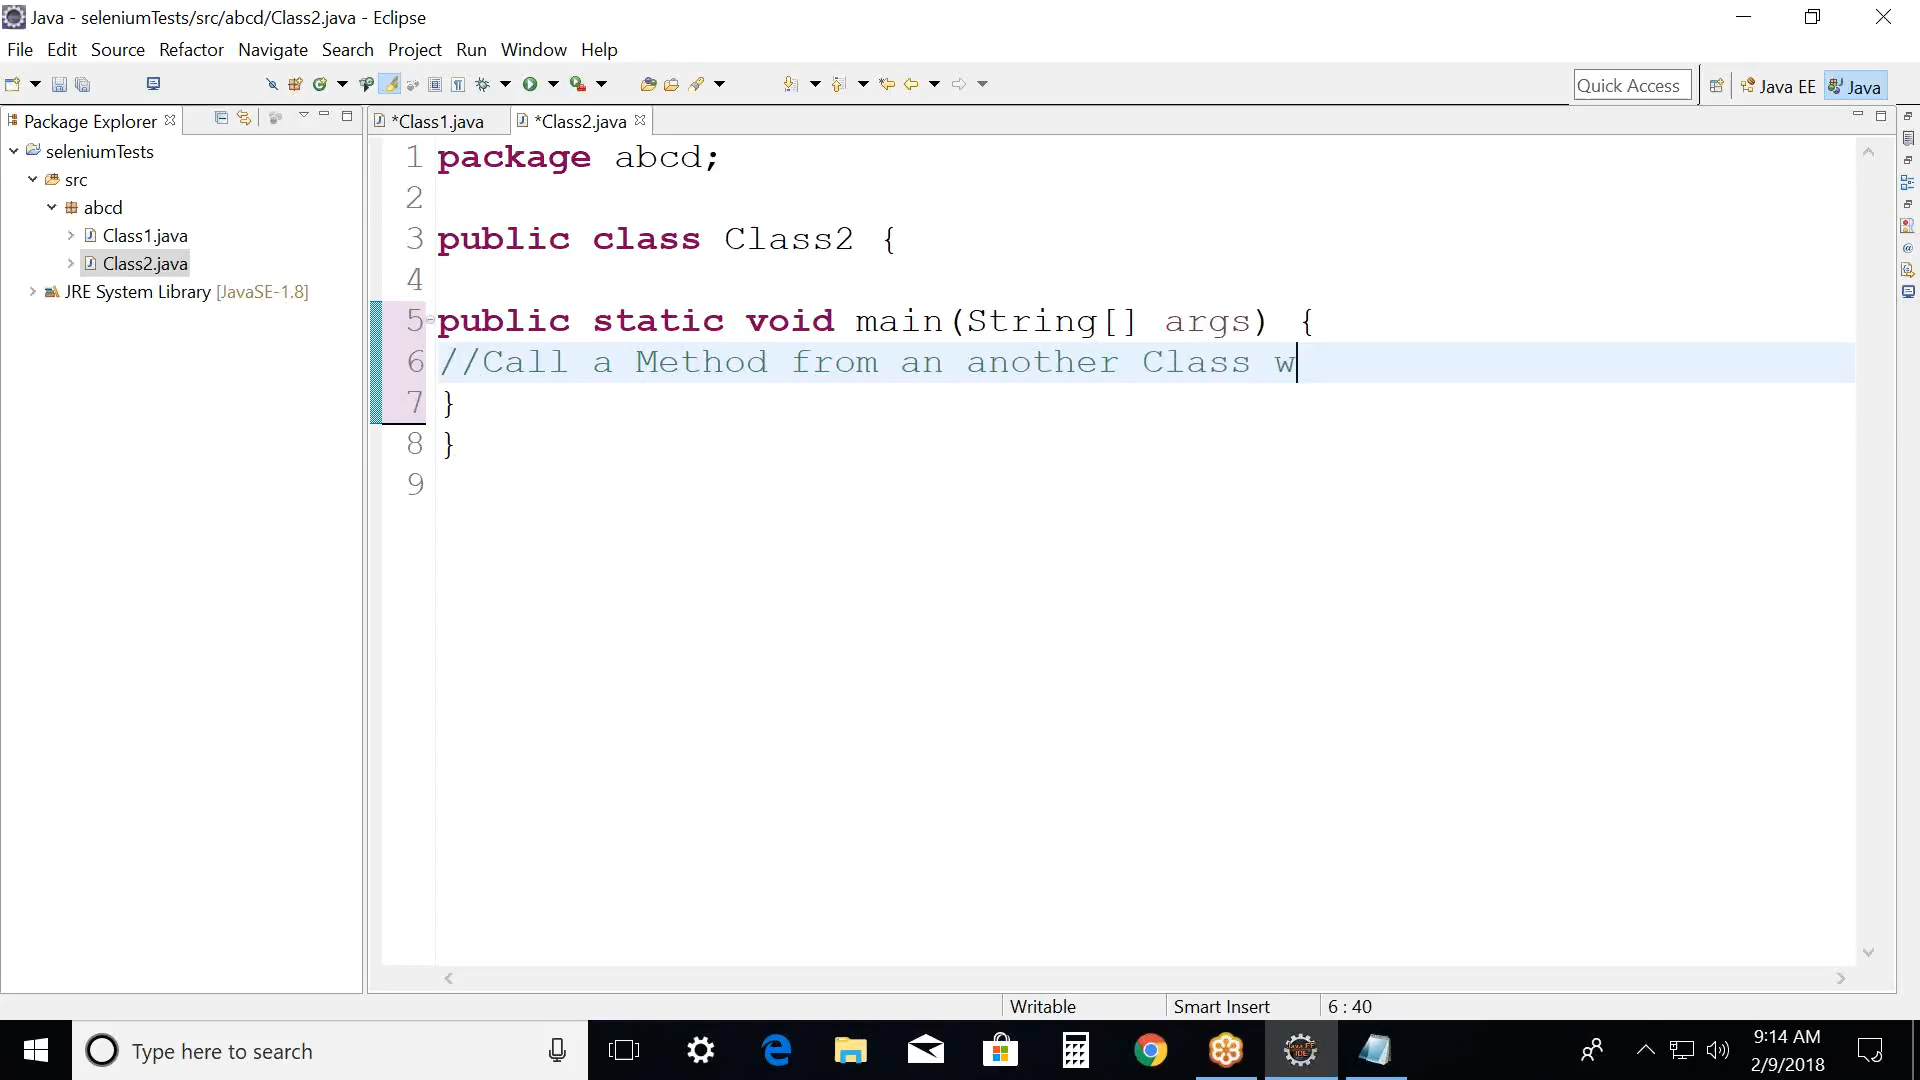 Java - seleniumTests/src/abcd/Class2.java - Eclipse
File Edit Source Refactor Navigate Search Project Run Window Help
Quick Access Java EE Java
Package Explorer
*Class1.java *Class2.java
seleniumTests
src
abcd
Class1.java
Class2.java
JRE System Library [JavaSE-1.8]
1 package abcd;
2
3 public class Class2 {
4
5 public static void main(String[] args) {
6 //Call a Method from an another Class w
7 }
8 }
9
Writable Smart Insert 6 : 40
Type here to search
9:14 AM
2/9/2018